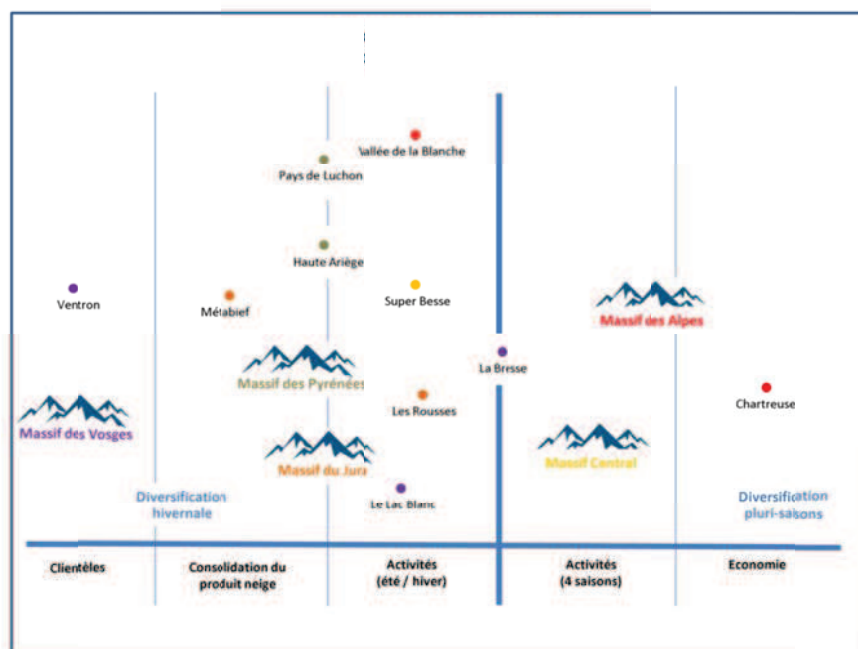 Vallée de la Blanche
Pays de Luchon
Haute Ariège
Ventron
Métabief
Super Besse
Massif des Alpes
La Bresse
Massif des Pyrénées
Les Rousses
Chartreuse
Massif des Vosges
Massif du Jura
Massif Central
Le Lac Blanc
Diversification
hivernale
Diversification
pluri-saisons
Clientèles
Consolidation du
produit neige
Activités
(été / hiver)
Activités
(4 saisons)
Economie